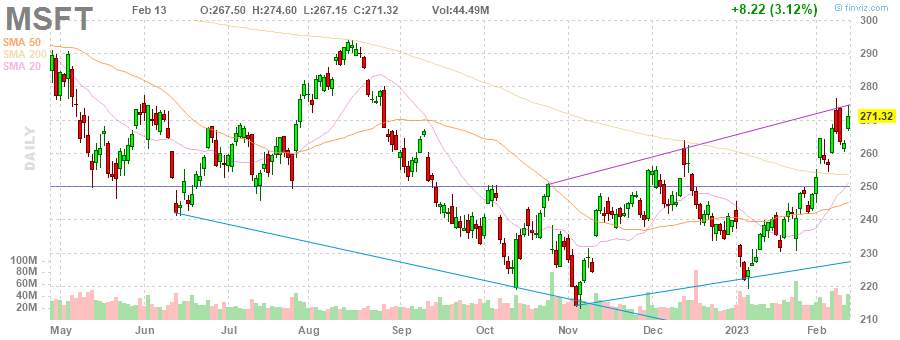 MSFT Feb 13 O:267.50 H:274.60 L:267.15 C:271.32 Vol:44.49M +8.22 (3.12%) © finviz.com
SMA 50
SMA 200
SMA 20
DAILY
300
290
280
271.32
260
250
240
230
220
210
100M
80M
60M
40M
20M
May Jun Jul Aug Sep Oct Nov Dec 2023 Feb